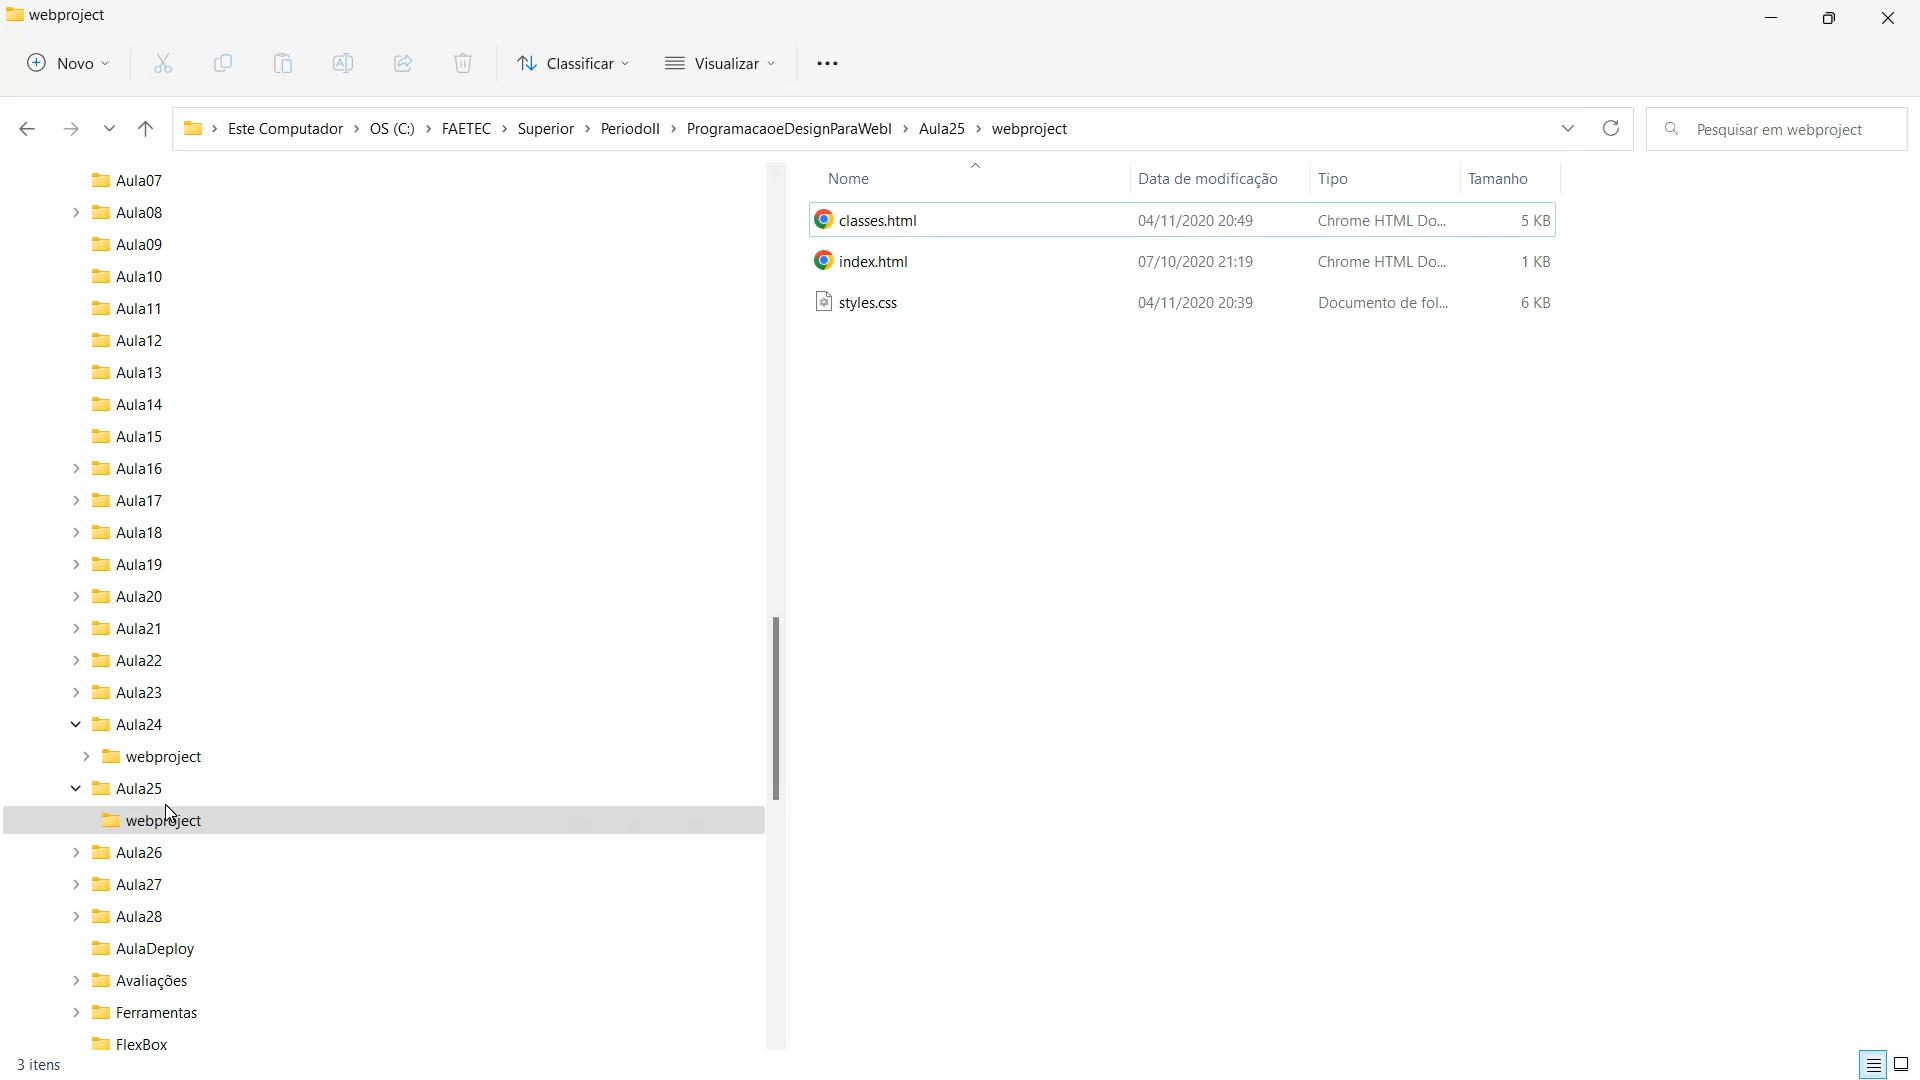 webproject
Novo
Classificar
Visualizar
Este Computador
OS (C:)
FAETEC
Superior
PeriodoII
ProgramacaoeDesignParaWebI
Aula25
webproject
Pesquisar em webproject
Aula07
Aula08
Aula09
Aula10
Aula11
Aula12
Aula13
Aula14
Aula15
Aula16
Aula17
Aula18
Aula19
Aula20
Aula21
Aula22
Aula23
Aula24
webproject
Aula25
webproject
Aula26
Aula27
Aula28
AulaDeploy
Avaliações
Ferramentas
FlexBox
Nome Data de modificação Tipo Tamanho
classes.html 04/11/2020 20:49 Chrome HTML Do... 5 KB
index.html 07/10/2020 21:19 Chrome HTML Do... 1 KB
styles.css 04/11/2020 20:39 Documento de fol... 6 KB
3 itens